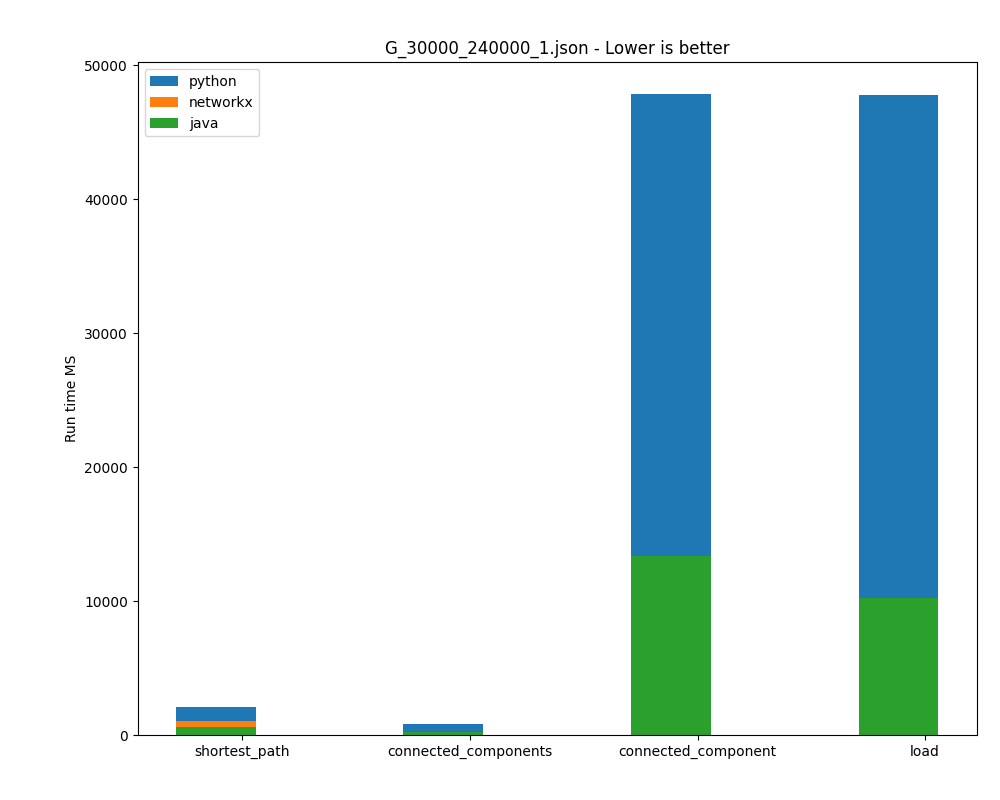 G_30000_240000_1.json - Lower is better
python
networkx
java
50000
40000
30000
20000
10000
0
Run time MS
shortest_path
connected_components
connected_component
load